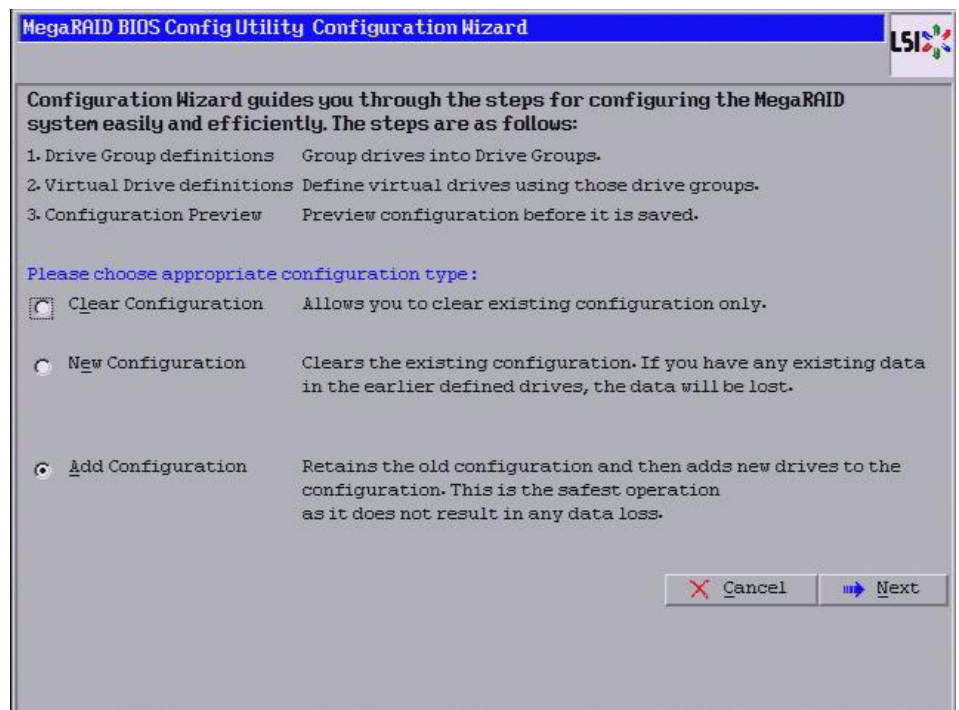 MegaRAID BIOS Config Utility Configuration Wizard
LSI
Configuration Wizard guides you through the steps for configuring the MegaRAID
system easily and efficiently. The steps are as follows:
1. Drive Group definitions Group drives into Drive Groups.
2. Virtual Drive definitions Define virtual drives using those drive groups.
3. Configuration Preview Preview configuration before it is saved.
Please choose appropriate configuration type:
Clear Configuration Allows you to clear existing configuration only.
New Configuration Clears the existing configuration. If you have any existing data
in the earlier defined drives, the data will be lost.
Add Configuration Retains the old configuration and then adds new drives to the
configuration. This is the safest operation
as it does not result in any data loss.
Cancel Next